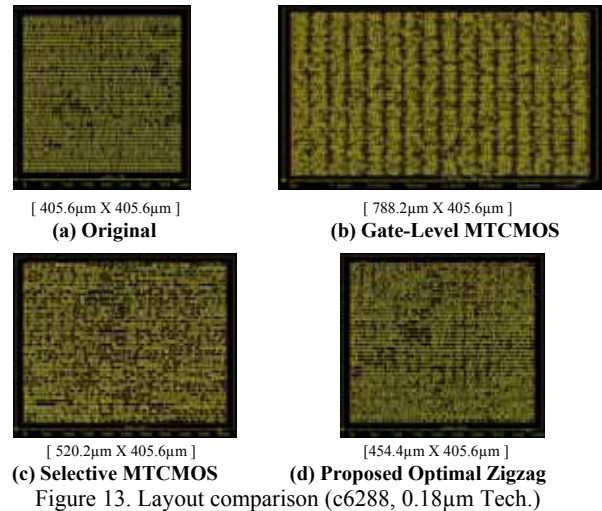 [ 405.6µm X 405.6µm ]
(a) Original
[ 788.2µm X 405.6µm ]
(b) Gate-Level MTCMOS
[ 520.2µm X 405.6µm ]
(c) Selective MTCMOS
[454.4µm X 405.6µm ]
(d) Proposed Optimal Zigzag
Figure 13. Layout comparison (c6288, 0.18µm Tech.)